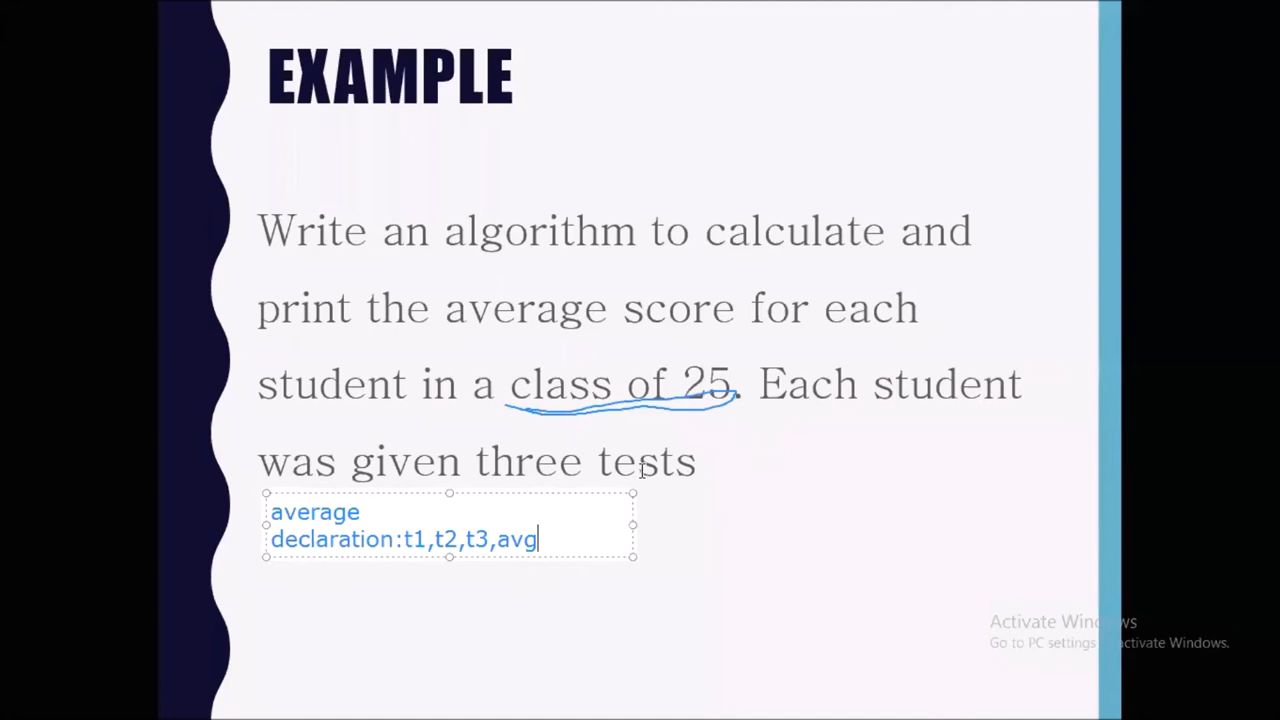 EXAMPLE
Write an algorithm to calculate and
print the average score for each
student in a class of 25. Each student
was given three tests
average
declaration:t1,t2,t3,avg
Activate Windows
Go to PC settings activate Windows.